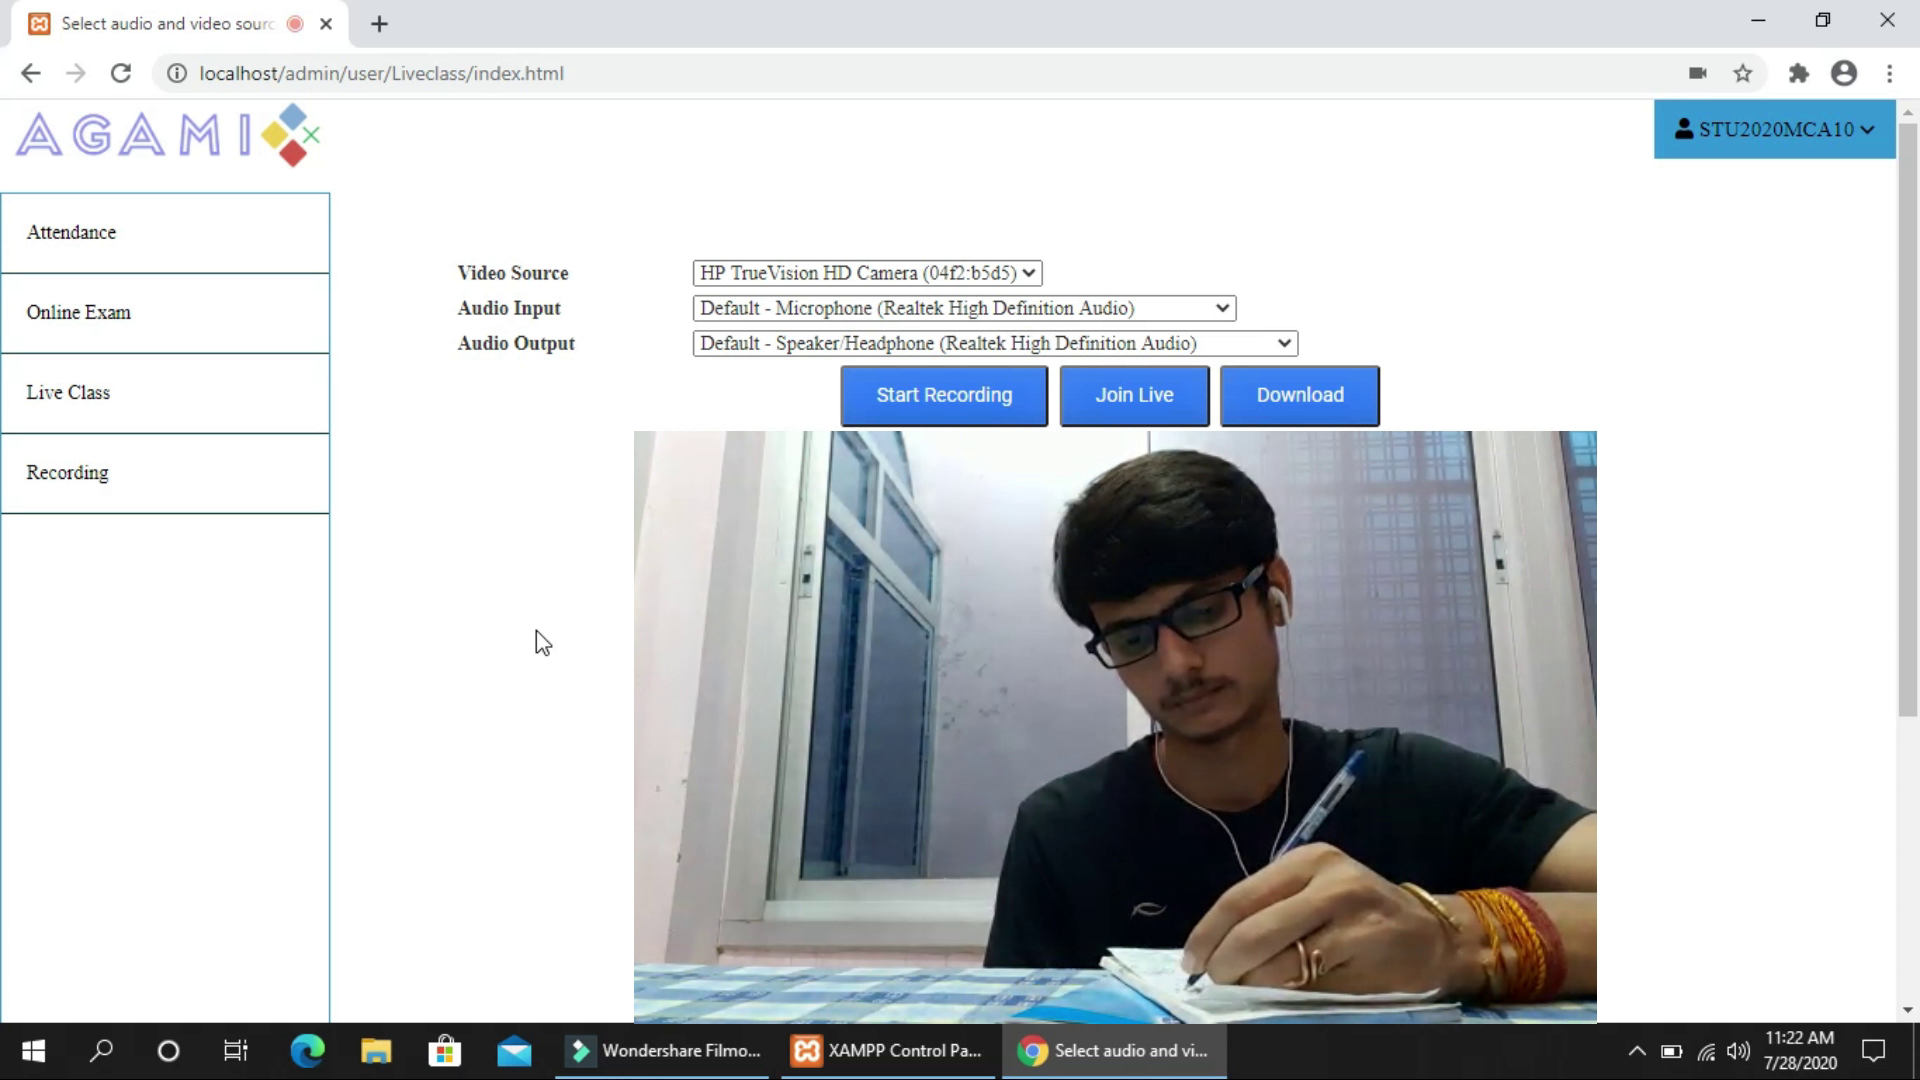 Select audio and video sourc
localhost/admin/user/Liveclass/index.html
AGAMI
STU2020MCA10
Attendance
Online Exam
Live Class
Recording
Video Source
HP TrueVision HD Camera (04f2:b5d5)
Audio Input
Default - Microphone (Realtek High Definition Audio)
Audio Output
Default - Speaker/Headphone (Realtek High Definition Audio)
Start Recording
Join Live
Download
Wondershare Filmo...
XAMPP Control Pa...
Select audio and vi...
11:22 AM
7/28/2020